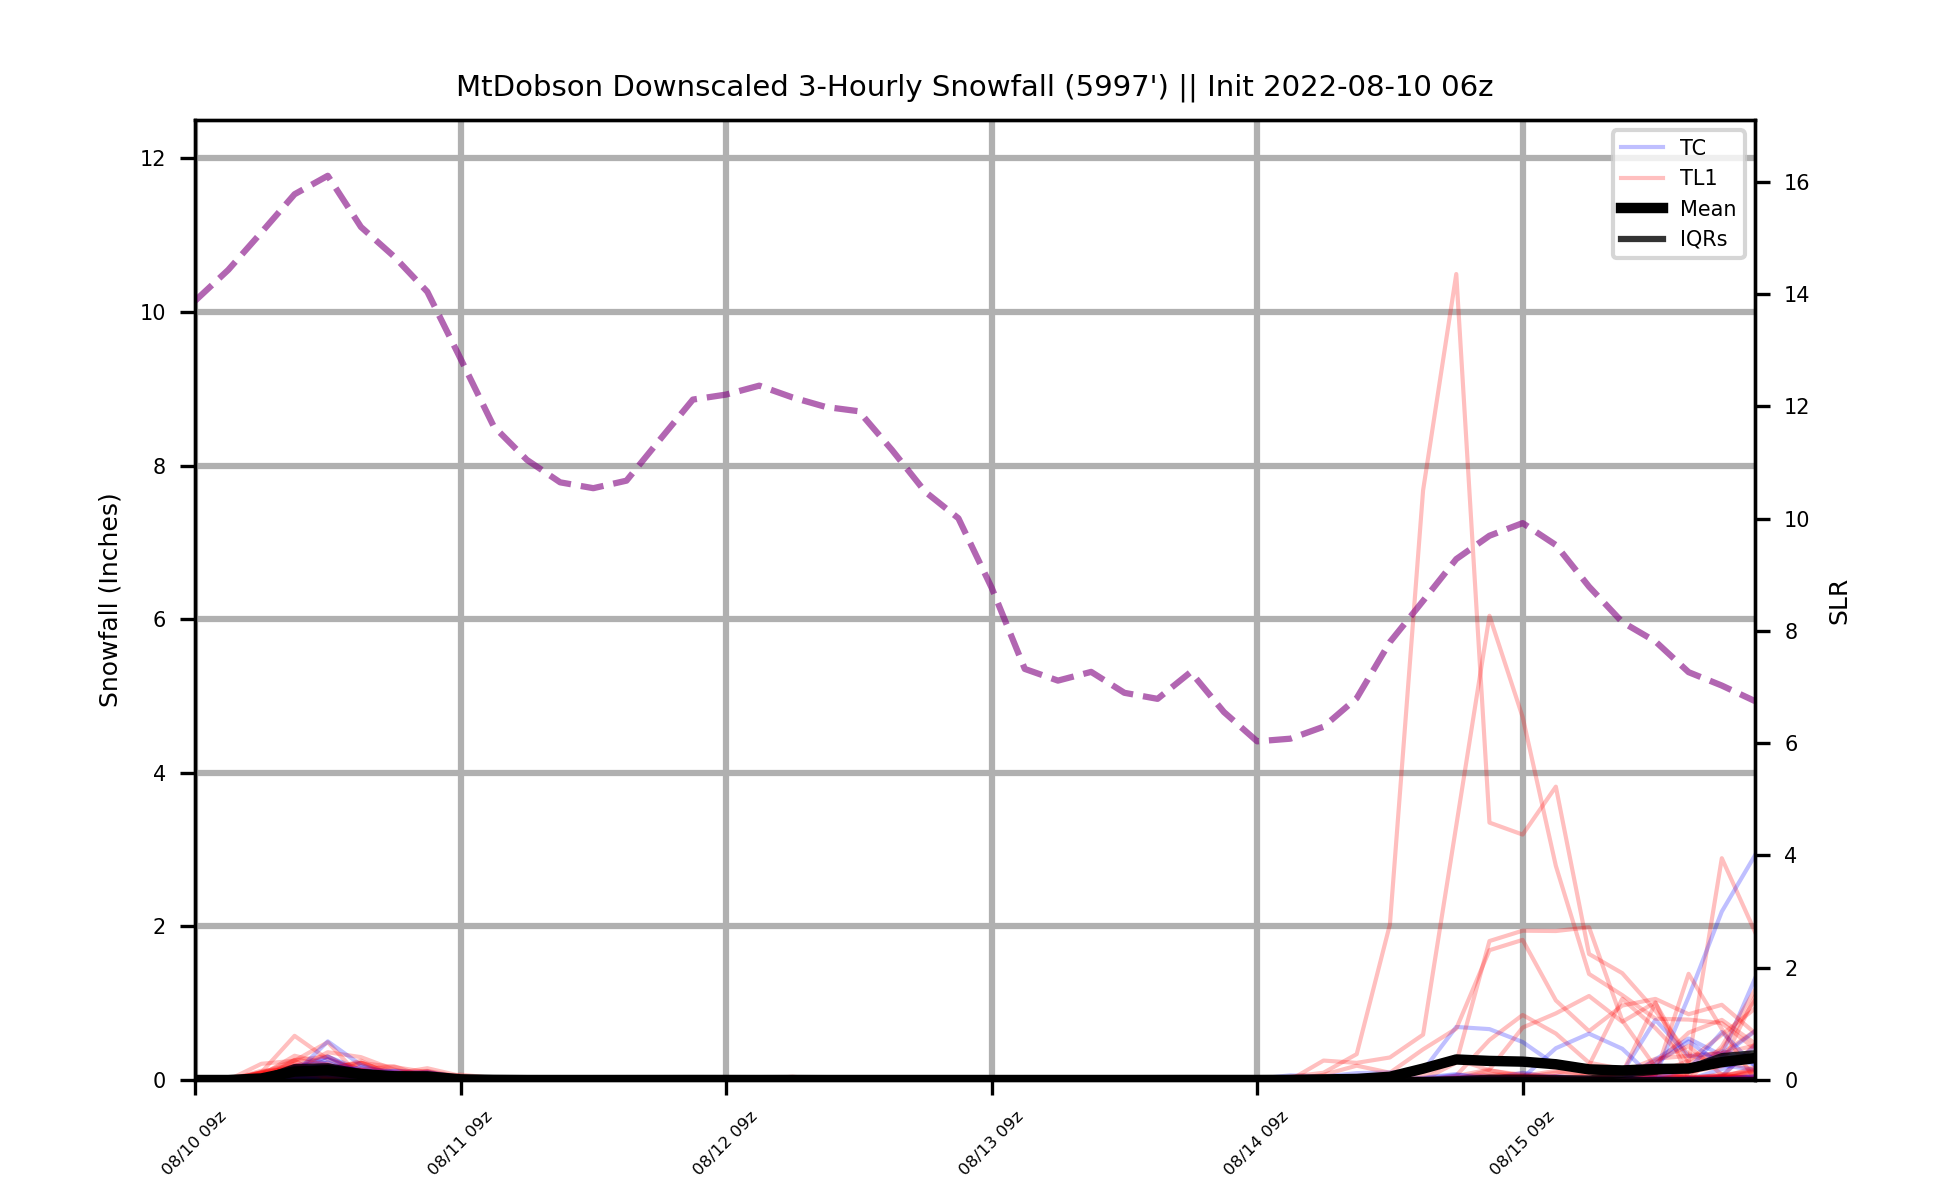 MtDobson Downscaled 3-Hourly Snowfall (5997') || Init 2022-08-10 06z
TC
TL1
Mean
IQRs
Snowfall (Inches)
12
10
8
6
4
2
0
SLR
16
14
12
10
8
6
4
2
0
08/10 09z
08/11 09z
08/12 09z
08/13 09z
08/14 09z
08/15 09z